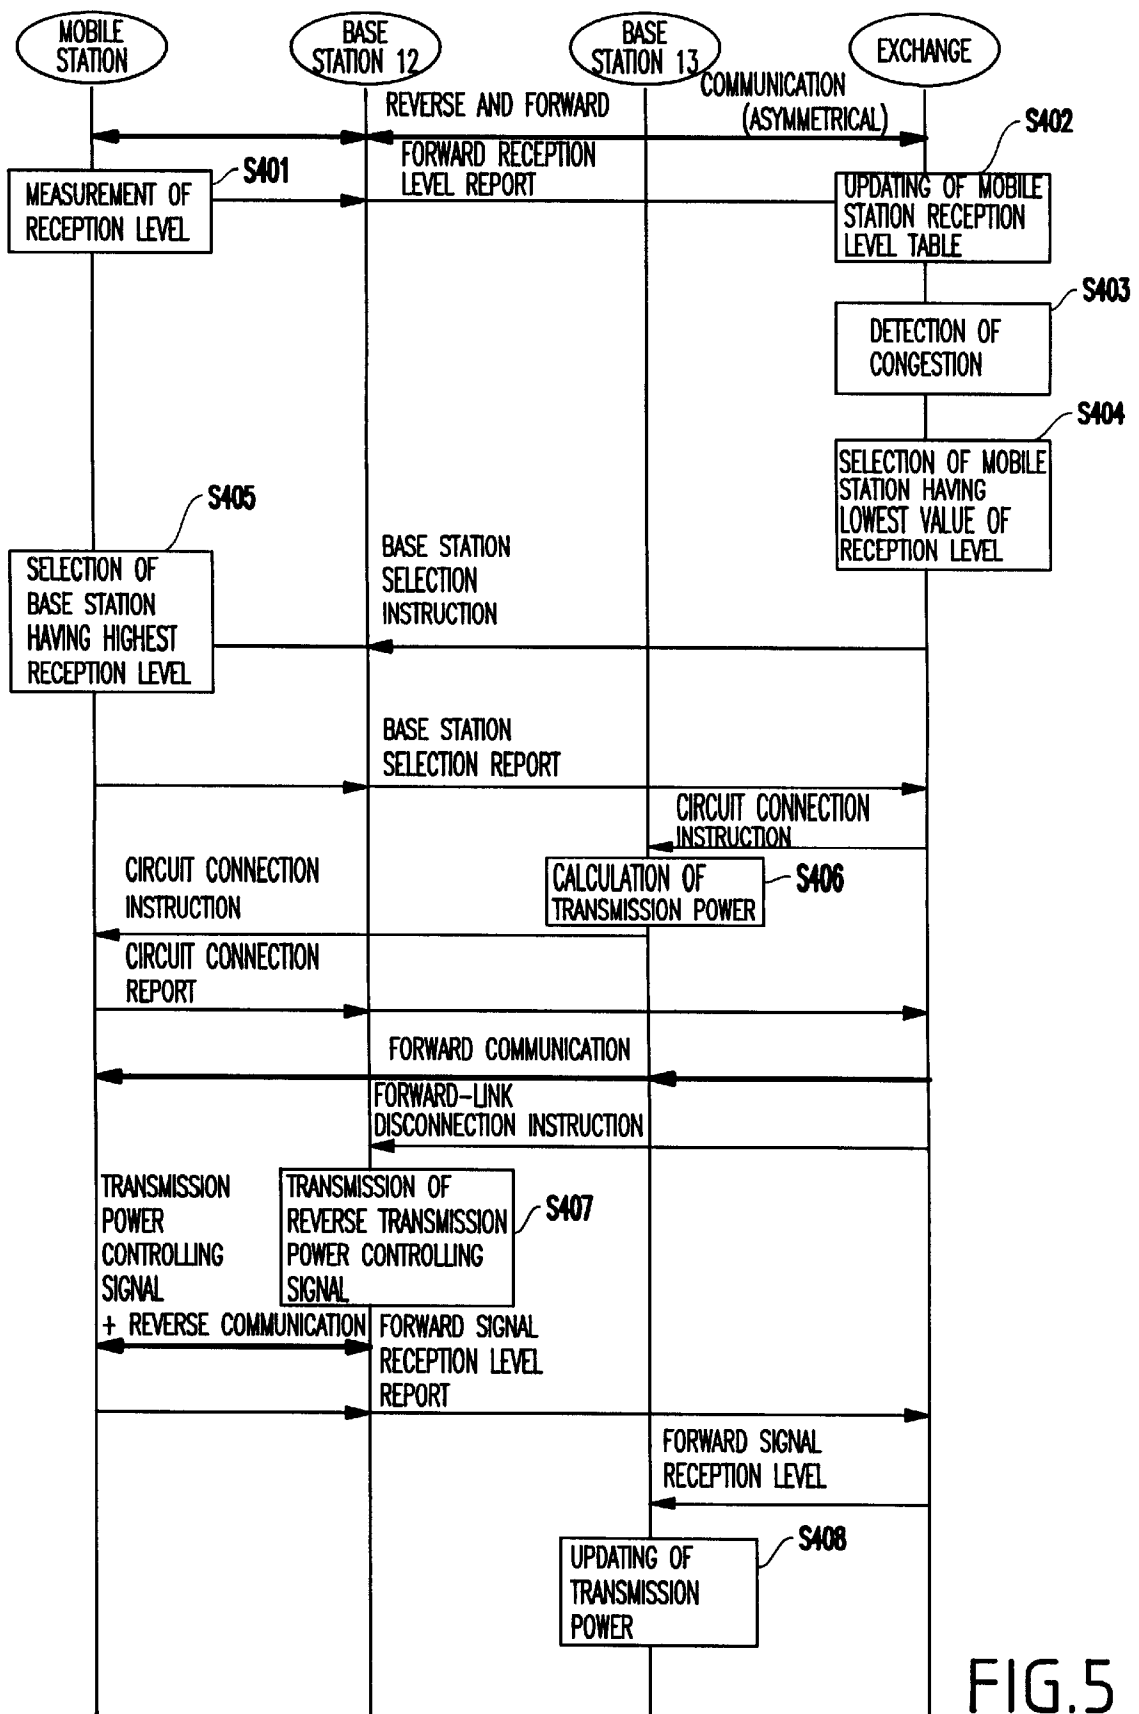 MOBILE
STATION
BASE
STATION 12
BASE
STATION 13
EXCHANGE
REVERSE AND FORWARD
COMMUNICATION
(ASYMMETRICAL)
S401
MEASUREMENT OF
RECEPTION LEVEL
FORWARD RECEPTION
LEVEL REPORT
S402
UPDATING OF MOBILE
STATION RECEPTION
LEVEL TABLE
S403
DETECTION OF
CONGESTION
S404
SELECTION OF MOBILE
STATION HAVING
LOWEST VALUE OF
RECEPTION LEVEL
S405
SELECTION OF
BASE STATION
HAVING HIGHEST
RECEPTION LEVEL
BASE STATION
SELECTION
INSTRUCTION
BASE STATION
SELECTION REPORT
CIRCUIT CONNECTION
INSTRUCTION
CALCULATION OF
TRANSMISSION POWER
S406
CIRCUIT CONNECTION
INSTRUCTION
CIRCUIT CONNECTION
REPORT
FORWARD COMMUNICATION
FORWARD-LINK
DISCONNECTION INSTRUCTION
TRANSMISSION
POWER
CONTROLLING
SIGNAL
+ REVERSE COMMUNICATION
TRANSMISSION OF
REVERSE TRANSMISSION
POWER CONTROLLING
SIGNAL
S407
FORWARD SIGNAL
RECEPTION LEVEL
REPORT
FORWARD SIGNAL
RECEPTION LEVEL
S408
UPDATING OF
TRANSMISSION
POWER
FIG.5